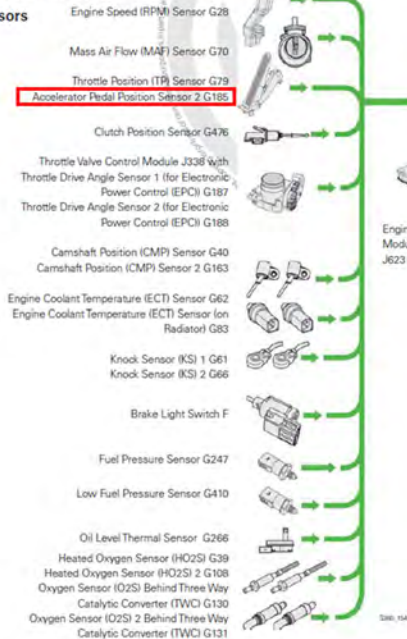 sors
Engine Speed (RPM) Sensor G28
Mass Air Flow (MAF) Sensor G70
Throttle Position (TP) Sensor G79
Accelerator Pedal Position Sensor 2 G185
Clutch Position Sensor G476
Throttle Valve Control Module J338 with
Throttle Drive Angle Sensor 1 (for Electronic
Power Control (EPC)) G187
Throttle Drive Angle Sensor 2 (for Electronic
Power Control (EPC)) G188
Camshaft Position (CMP) Sensor G40
Camshaft Position (CMP) Sensor 2 G163
Engine Coolant Temperature (ECT) Sensor G62
Engine Coolant Temperature (ECT) Sensor (on
Radiator) G83
Knock Sensor (KS) 1 G61
Knock Sensor (KS) 2 G66
Brake Light Switch F
Fuel Pressure Sensor G247
Low Fuel Pressure Sensor G410
Oil Level Thermal Sensor G266
Heated Oxygen Sensor (HO2S) G39
Heated Oxygen Sensor (HO2S) 2 G108
Oxygen Sensor (O2S) Behind Three Way
Catalytic Converter (TWC) G130
Oxygen Sensor (O2S) 2 Behind Three Way
Catalytic Converter (TWC) G131
Engin
Modu
J623